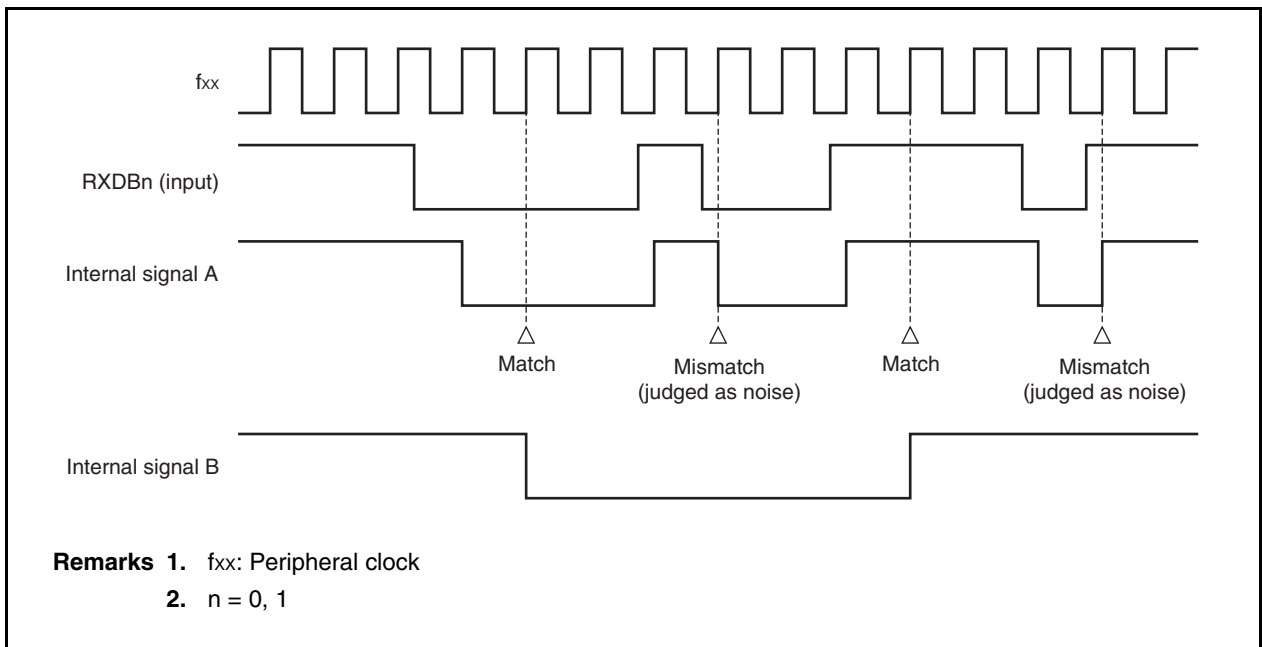 fxx
RXDBn (input)
Internal signal A
Match
Mismatch
(judged as noise)
Match
Mismatch
(judged as noise)
Internal signal B
Remarks 1. fxx: Peripheral clock
2. n = 0, 1